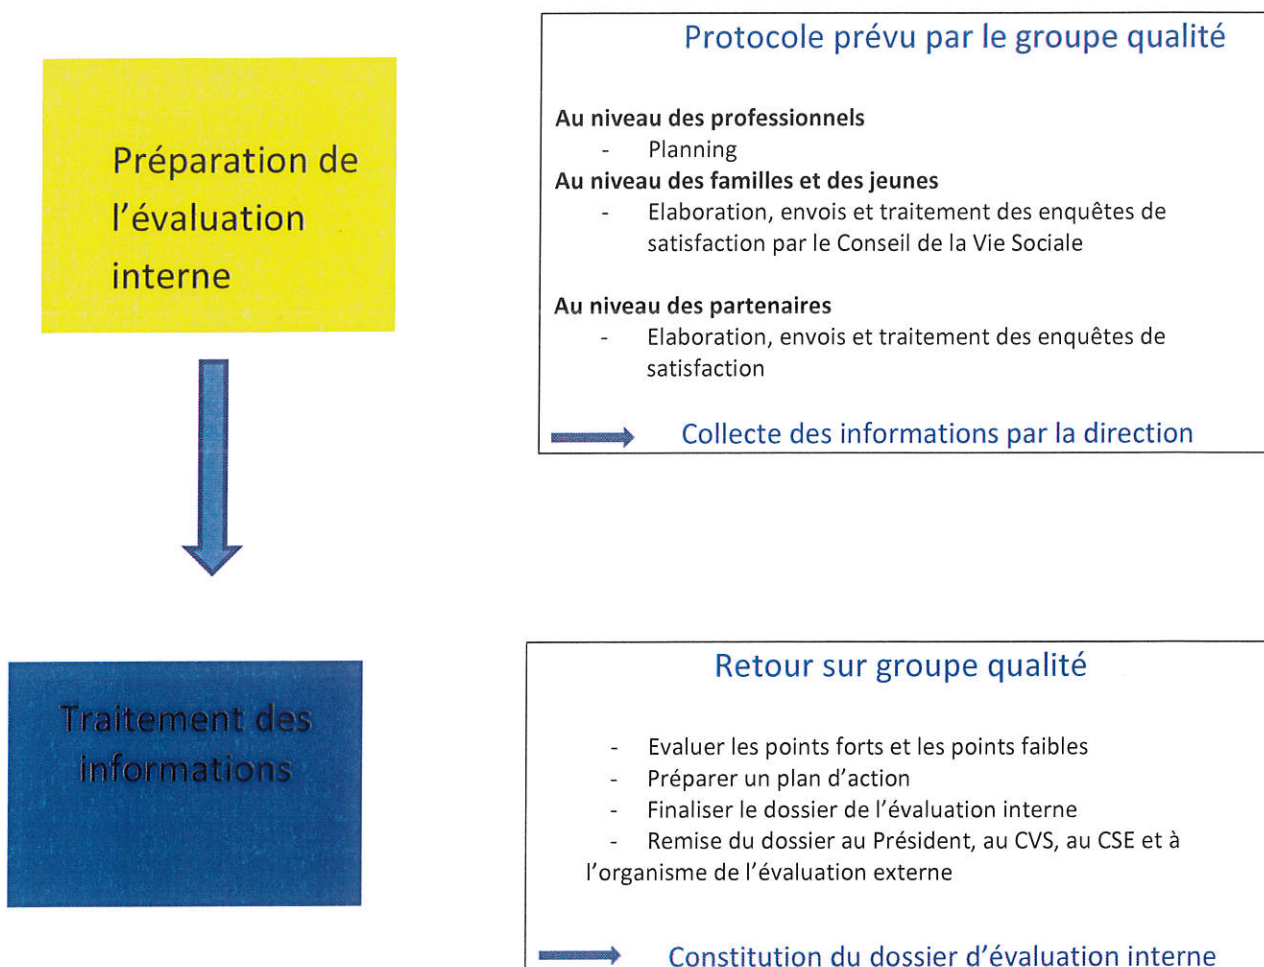 Préparation de
l'évaluation
interne
Protocole prévu par le groupe qualité
Au niveau des professionnels
- Planning
Au niveau des familles et des jeunes
- Elaboration, envois et traitement des enquêtes de
satisfaction par le Conseil de la Vie Sociale
Au niveau des partenaires
- Elaboration, envois et traitement des enquêtes de
satisfaction
Collecte des informations par la direction
Traitement des
informations
Retour sur groupe qualité
- Evaluer les points forts et les points faibles
- Préparer un plan d'action
- Finaliser le dossier de l'évaluation interne
- Remise du dossier au Président, au CVS, au CSE et à
l'organisme de l'évaluation externe
Constitution du dossier d'évaluation interne